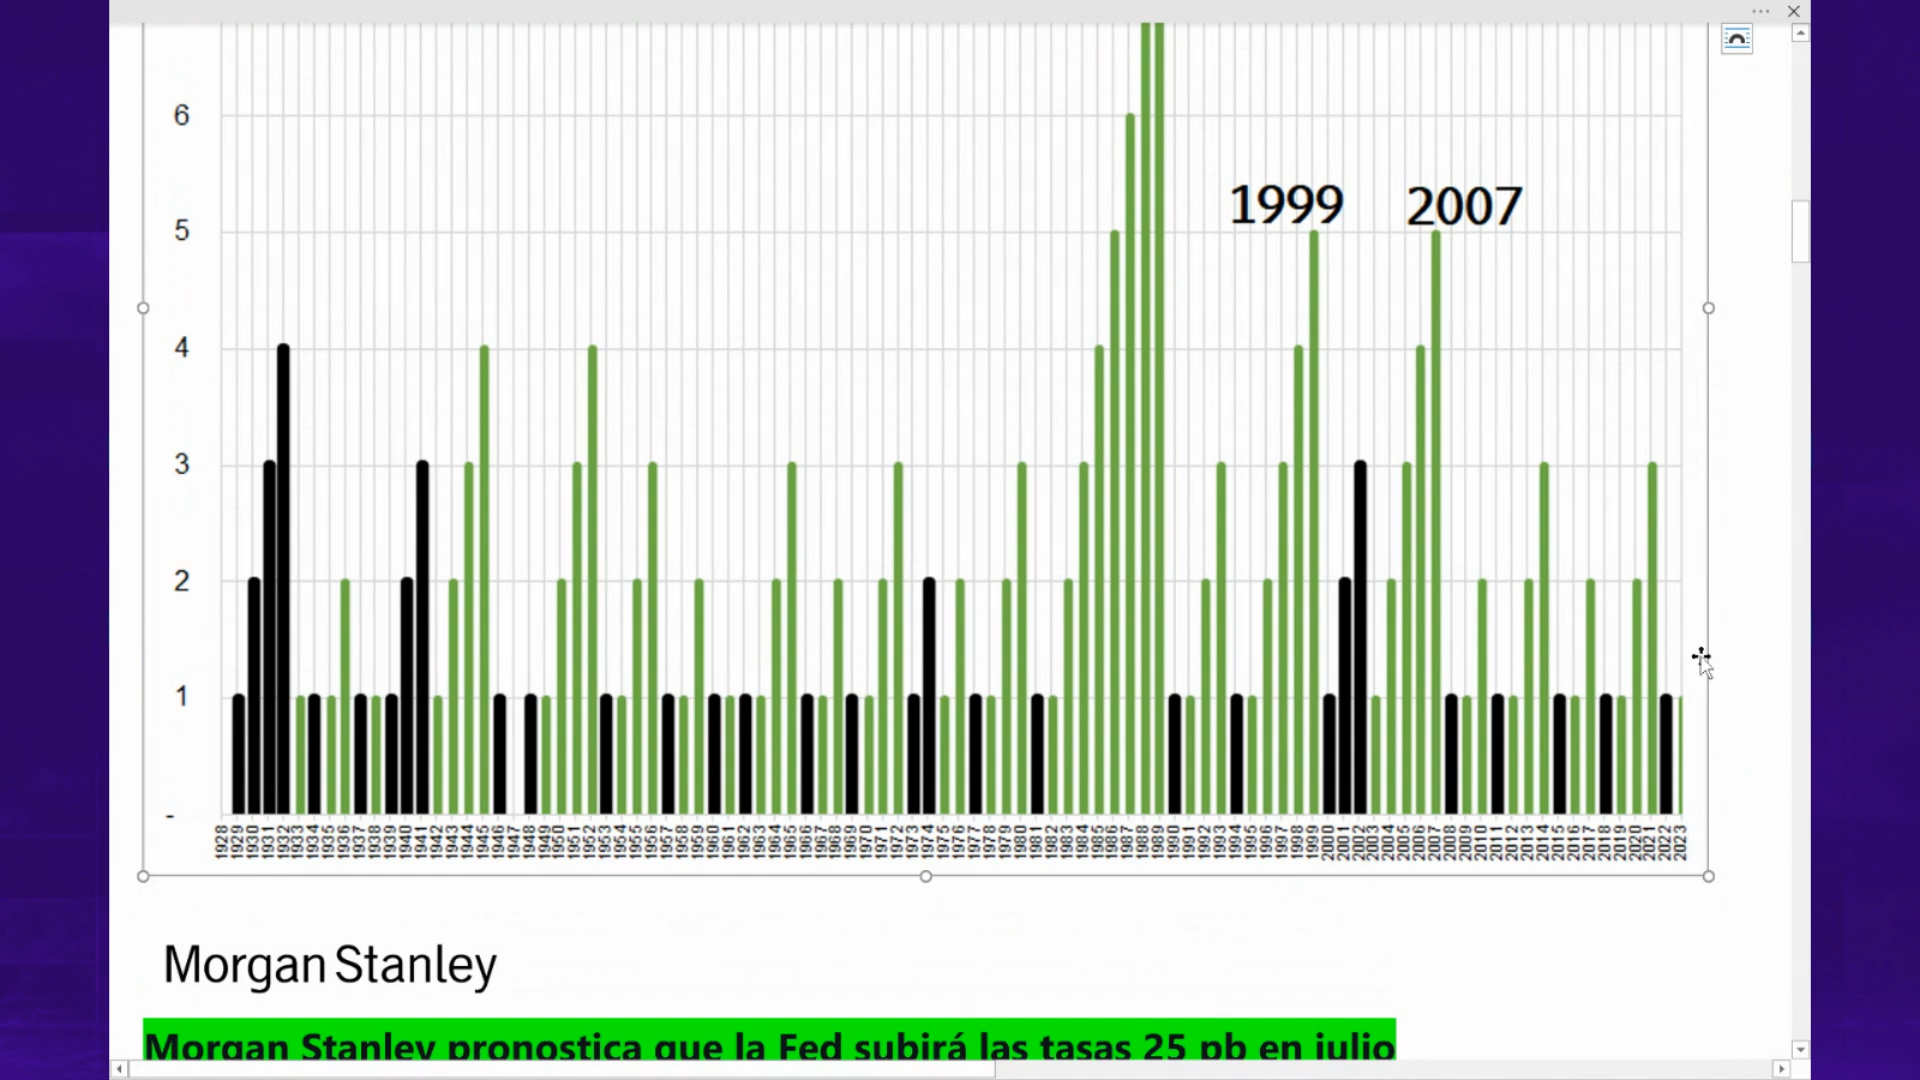 6
1999 2007
5
4
3
2
1
-
1928 1929 1930 1931 1932 1933 1934 1935 1936 1937 1938 1939 1940 1941 1942 1943 1944 1945 1946 1947 1948 1949 1950 1951 1952 1953 1954 1955 1956 1957 1958 1959 1960 1961 1962 1963 1964 1965 1966 1967 1968 1969 1970 1971 1972 1973 1974 1975 1976 1977 1978 1979 1980 1981 1982 1983 1984 1985 1986 1987 1988 1989 1990 1991 1992 1993 1994 1995 1996 1997 1998 1999 2000 2001 2002 2003 2004 2005 2006 2007 2008 2009 2010 2011 2012 2013 2014 2015 2016 2017 2018 2019 2020 2021 2022 2023
Morgan Stanley
Morgan Stanley pronostica que la Fed subirá las tasas 25 pb en julio